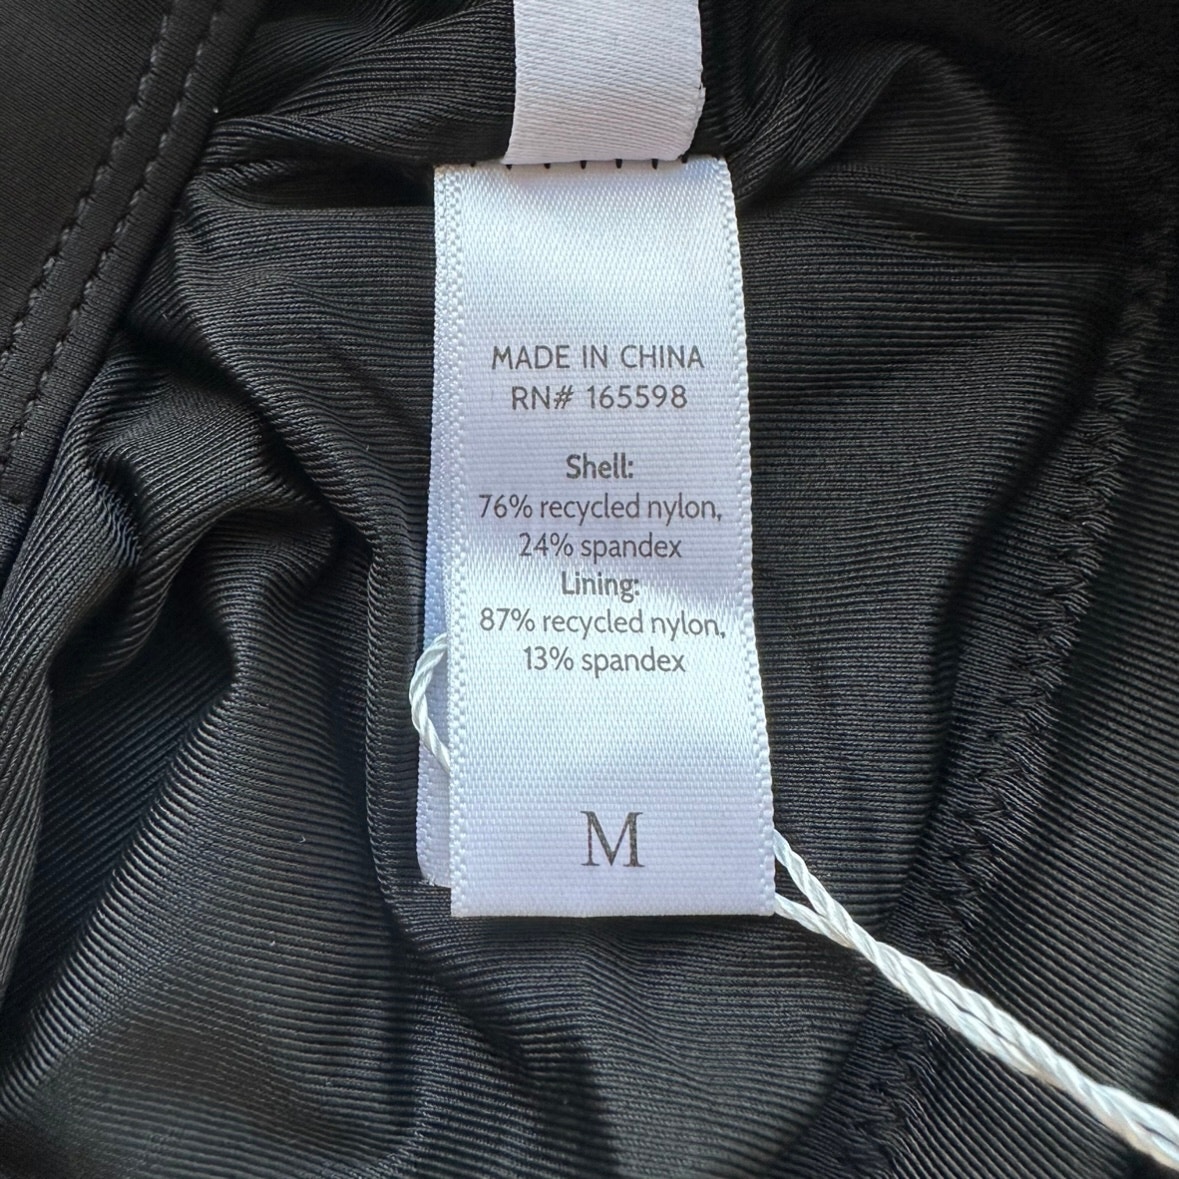 MADE IN CHINA
RN# 165598
Shell:
76% recycled nylon,
24% spandex
Lining:
87% recycled nylon,
13% spandex
M